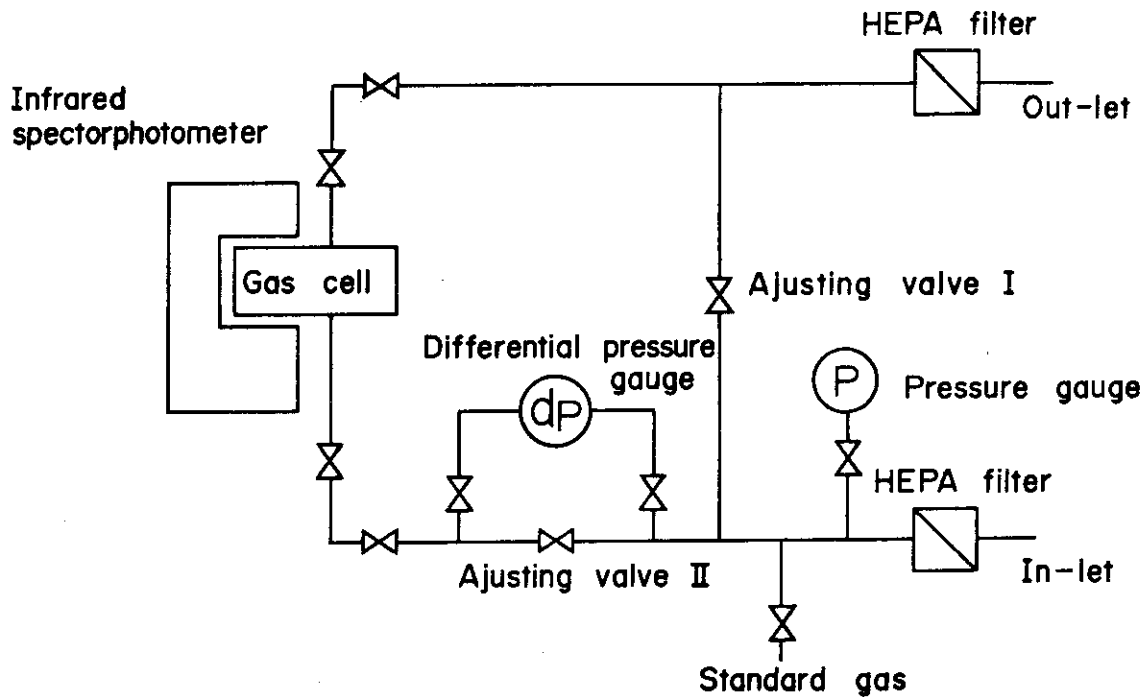 HEPA filter
Out-let
Infrared
spectorphotometer
Gas cell
Ajusting valve I
Differential pressure
gauge
dP
P
Pressure gauge
HEPA filter
In-let
Ajusting valve II
Standard gas